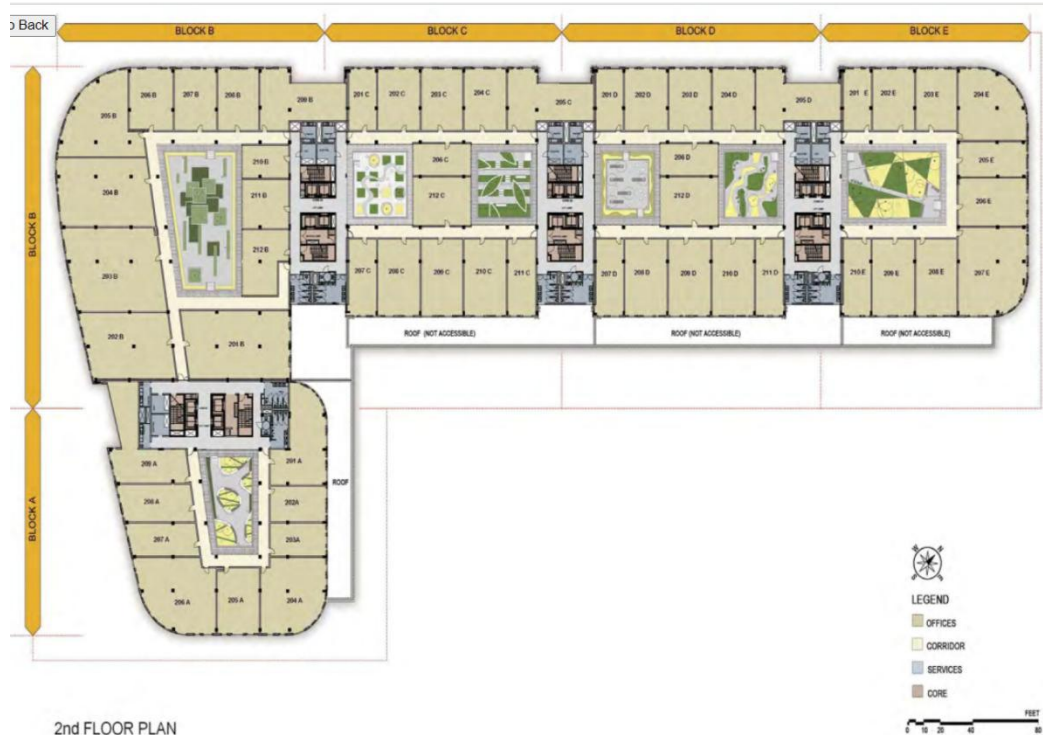 o Back
BLOCK B
BLOCK C
BLOCK D
BLOCK E
206 B
207 B
208 B
209 B
201 C
202 C
203 C
204 C
205 C
201 D
202 D
203 D
204 D
205 D
201 E
202 E
203 E
204 E
205 B
210 B
206 C
206 D
205 E
204 B
211 B
212 C
212 D
206 E
BLOCK B
212 B
203 B
207 C
208 C
209 C
210 C
211 C
207 D
208 D
209 D
210 D
211 D
210 E
209 E
208 E
207 E
202 B
201 B
ROOF (NOT ACCESSIBLE)
ROOF (NOT ACCESSIBLE)
ROOF (NOT ACCESSIBLE)
209 A
201 A
ROOF
208 A
202A
BLOCK A
207 A
203A
206 A
205 A
204 A
LEGEND
OFFICES
CORRIDOR
SERVICES
CORE
FEET
0 10 20 40 80
2nd FLOOR PLAN